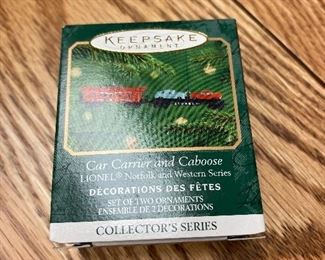 KEEPSAKE
ORNAMENT
LIONEL
Car Carrier and Caboose
LIONEL® Norfolk and Western Series
DÉCORATIONS DES FÊTES
SET OF TWO ORNAMENTS
ENSEMBLE DE 2 DÉCORATIONS
COLLECTOR'S SERIES